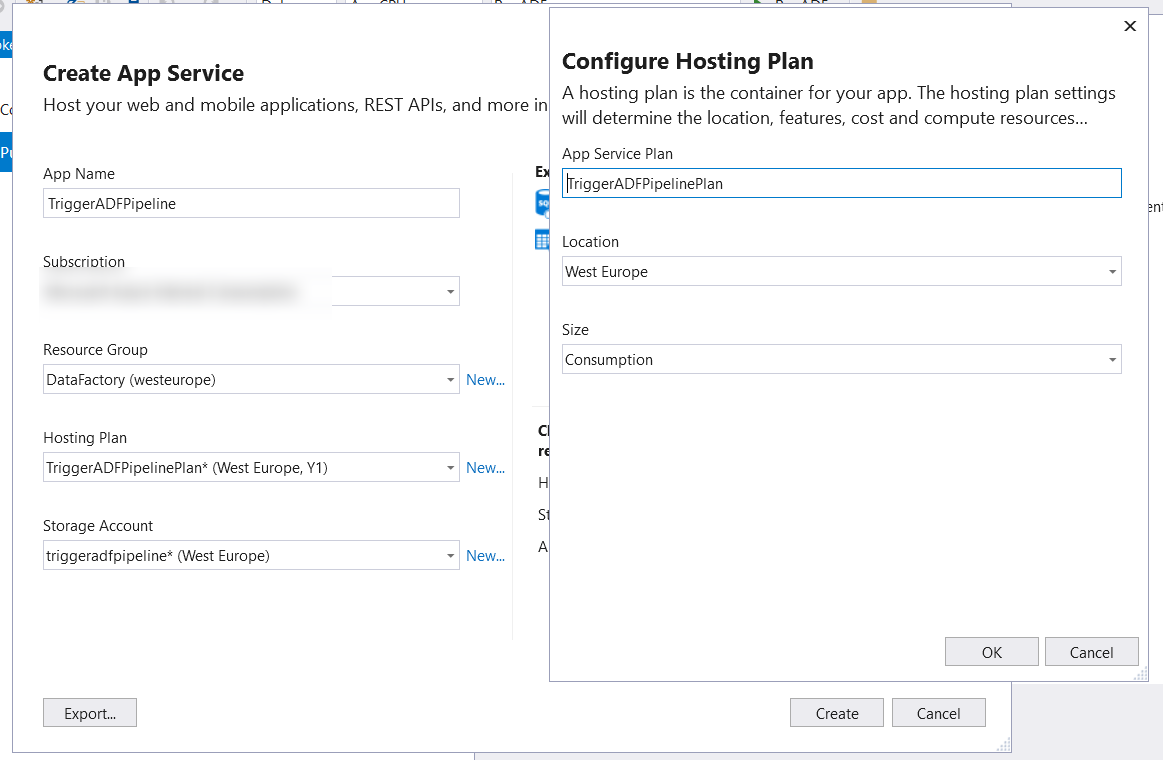 Create App Service
Host your web and mobile applications, REST APIs, and more in
App Name
TriggerADFPipeline
Subscription
Resource Group
DataFactory (westeurope)
New...
Hosting Plan
TriggerADFPipelinePlan* (West Europe, Y1)
New...
Storage Account
triggeradfpipeline* (West Europe)
New...
Export...
Create
Cancel
Configure Hosting Plan
A hosting plan is the container for your app. The hosting plan settings
will determine the location, features, cost and compute resources...
App Service Plan
TriggerADFPipelinePlan
Location
West Europe
Size
Consumption
OK
Cancel